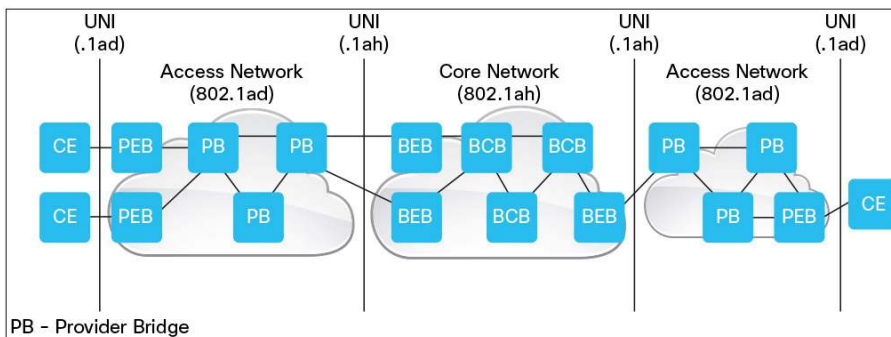 UNI
(.1ad)
UNI
(.1ah)
UNI
(.1ah)
UNI
(.1ad)
Access Network
(802.1ad)
Core Network
(802.1ah)
Access Network
(802.1ad)
CE
PEB
PB
PB
BEB
BCB
BCB
PB
PB
CE
PEB
PB
BEB
BCB
BEB
PB
PEB
CE
PB - Provider Bridge